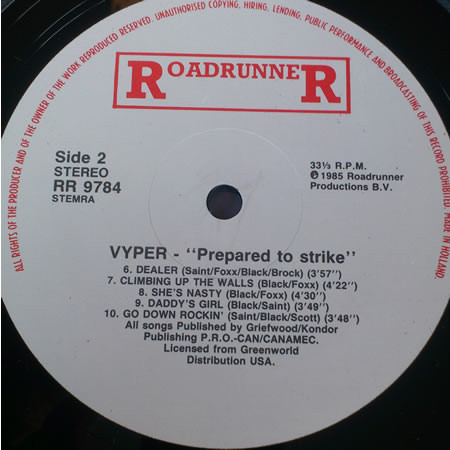 ALL RIGHTS OF THE PRODUCER AND OF THE OWNER OF THE WORK REPRODUCED RESERVED. UNAUTHORISED COPYING, HIRING, LENDING, PUBLIC PERFORMANCE AND BROADCASTING OF THIS RECORD PROHIBITED. MADE IN HOLLAND.
ROADRUNNER
Side 2
STEREO
RR 9784
STEMRA
33⅓ R.P.M.
℗ 1985 Roadrunner
Productions B.V.
VYPER - "Prepared to strike"
6. DEALER (Saint/Foxx/Black/Brock) (3'57")
7. CLIMBING UP THE WALLS (Black/Foxx) (4'22")
8. SHE'S NASTY (Black/Foxx) (4'30")
9. DADDY'S GIRL (Black/Saint) (3'49")
10. GO DOWN ROCKIN' (Saint/Black/Scott) (3'48")
All songs Published by Griefwood/Kondor
Publishing P.R.O.-CAN/CANAMEC.
Licensed from Greenworld
Distribution USA.